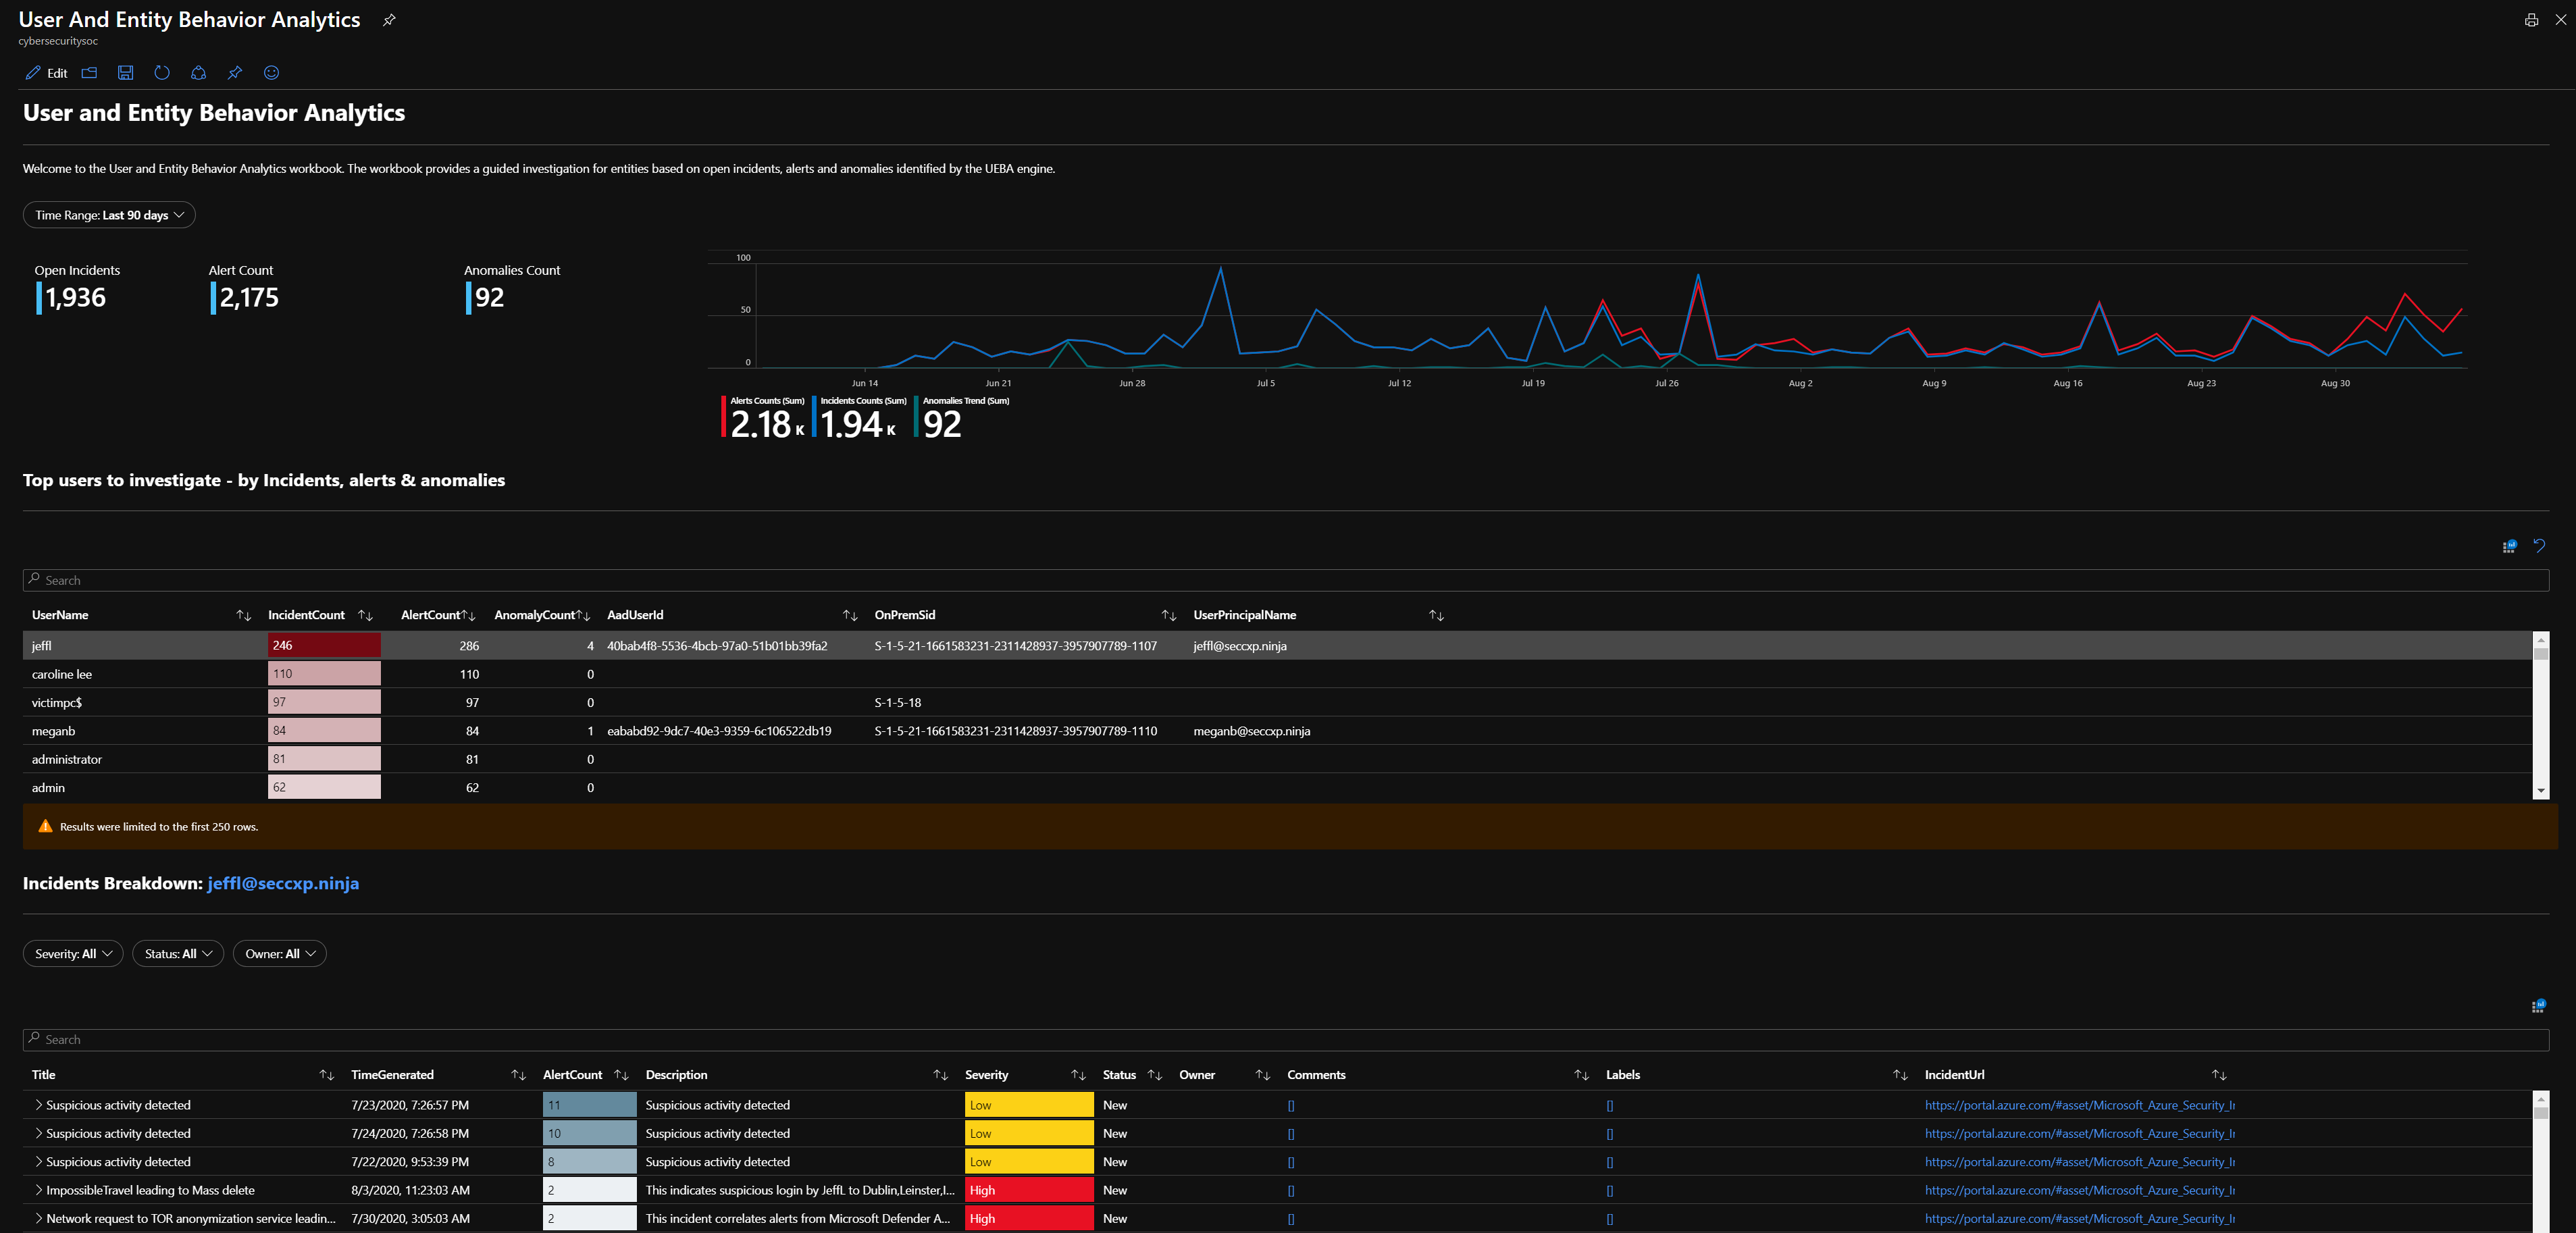 User And Entity Behavior Analytics
cybersecuritysoc
Edit
User and Entity Behavior Analytics
Welcome to the User and Entity Behavior Analytics workbook. The workbook provides a guided investigation for entities based on open incidents, alerts and anomalies identified by the UEBA engine.
Time Range: Last 90 days
Open Incidents Alert Count Anomalies Count
1,936 2,175 92
100
50
0
Jun 14 Jun 21 Jun 28 Jul 5 Jul 12 Jul 19 Jul 26 Aug 2 Aug 9 Aug 16 Aug 23 Aug 30
Alerts Counts (Sum) Incidents Counts (Sum) Anomalies Trend (Sum)
2.18 K 1.94 K 92
Top users to investigate - by Incidents, alerts & anomalies
Search
UserName IncidentCount AlertCount AnomalyCount AadUserId OnPremSid UserPrincipalName
jeffl 246 286 4 40bab4f8-5536-4bcb-97a0-51b01bb39fa2 S-1-5-21-1661583231-2311428937-3957907789-1107 jeffl@seccxp.ninja
caroline lee 110 110 0
victimpc$ 97 97 0 S-1-5-18
meganb 84 84 1 eababd92-9dc7-40e3-9359-6c106522db19 S-1-5-21-1661583231-2311428937-3957907789-1110 meganb@seccxp.ninja
administrator 81 81 0
admin 62 62 0
Results were limited to the first 250 rows.
Incidents Breakdown: jeffl@seccxp.ninja
Severity: All Status: All Owner: All
Search
Title TimeGenerated AlertCount Description Severity Status Owner Comments Labels IncidentUrl
Suspicious activity detected 7/23/2020, 7:26:57 PM 11 Suspicious activity detected Low New [] [] https://portal.azure.com/#asset/Microsoft_Azure_Security_Ir
Suspicious activity detected 7/24/2020, 7:26:58 PM 10 Suspicious activity detected Low New [] [] https://portal.azure.com/#asset/Microsoft_Azure_Security_Ir
Suspicious activity detected 7/22/2020, 9:53:39 PM 8 Suspicious activity detected Low New [] [] https://portal.azure.com/#asset/Microsoft_Azure_Security_Ir
ImpossibleTravel leading to Mass delete 8/3/2020, 11:23:03 AM 2 This indicates suspicious login by JeffL to Dublin,Leinster,I... High New [] [] https://portal.azure.com/#asset/Microsoft_Azure_Security_Ir
Network request to TOR anonymization service leadin... 7/30/2020, 3:05:03 AM 2 This incident correlates alerts from Microsoft Defender A... High New [] [] https://portal.azure.com/#asset/Microsoft_Azure_Security_Ir